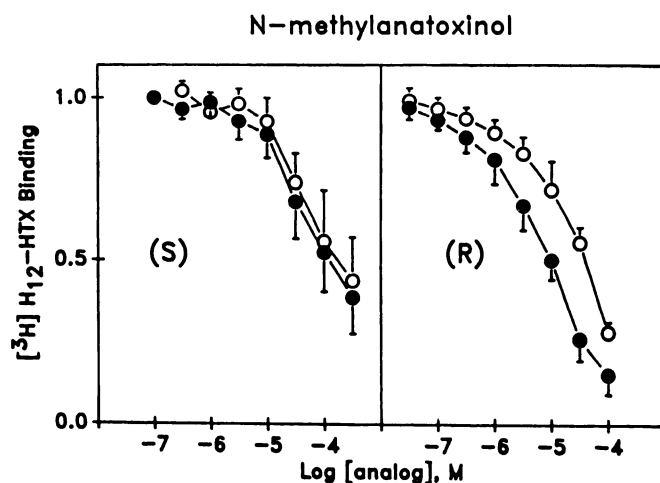 N-methylanatoxinol
[³H] H₁₂-HTX Binding
1.0
0.5
0.0
(S)
(R)
-7 -6 -5 -4 -7 -6 -5 -4
Log [analog], M